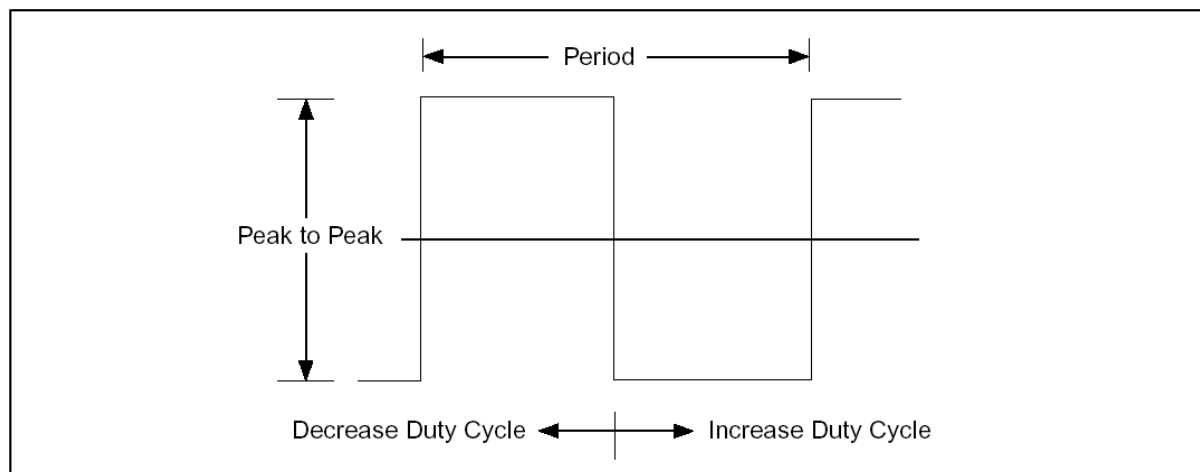 Period
Peak to Peak
Decrease Duty Cycle
Increase Duty Cycle